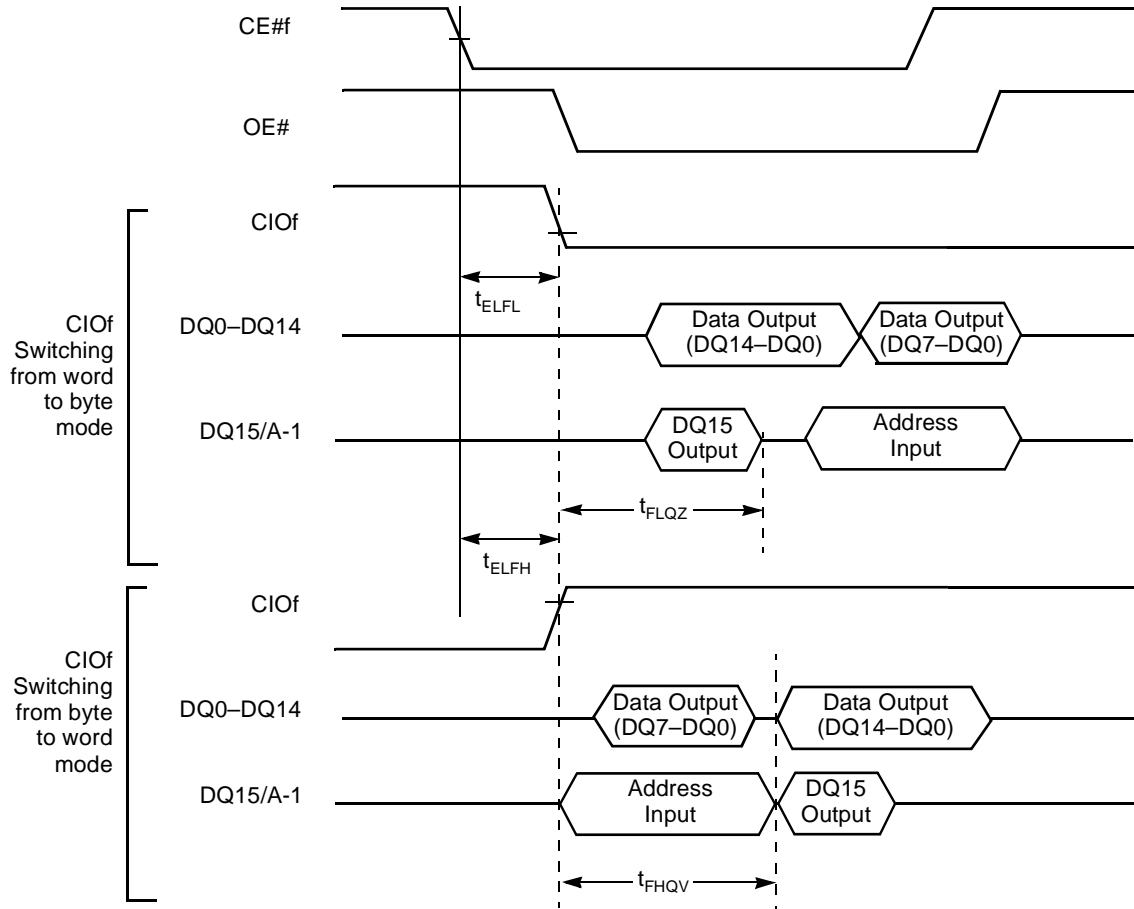 CE#f
OE#
CIOf
Switching
from word
to byte
mode
CIOf
tELFL
DQ0–DQ14
Data Output
(DQ14–DQ0)
Data Output
(DQ7–DQ0)
DQ15/A-1
DQ15
Output
Address
Input
tFLQZ
tELFH
CIOf
Switching
from byte
to word
mode
CIOf
DQ0–DQ14
Data Output
(DQ7–DQ0)
Data Output
(DQ14–DQ0)
DQ15/A-1
Address
Input
DQ15
Output
tFHQV